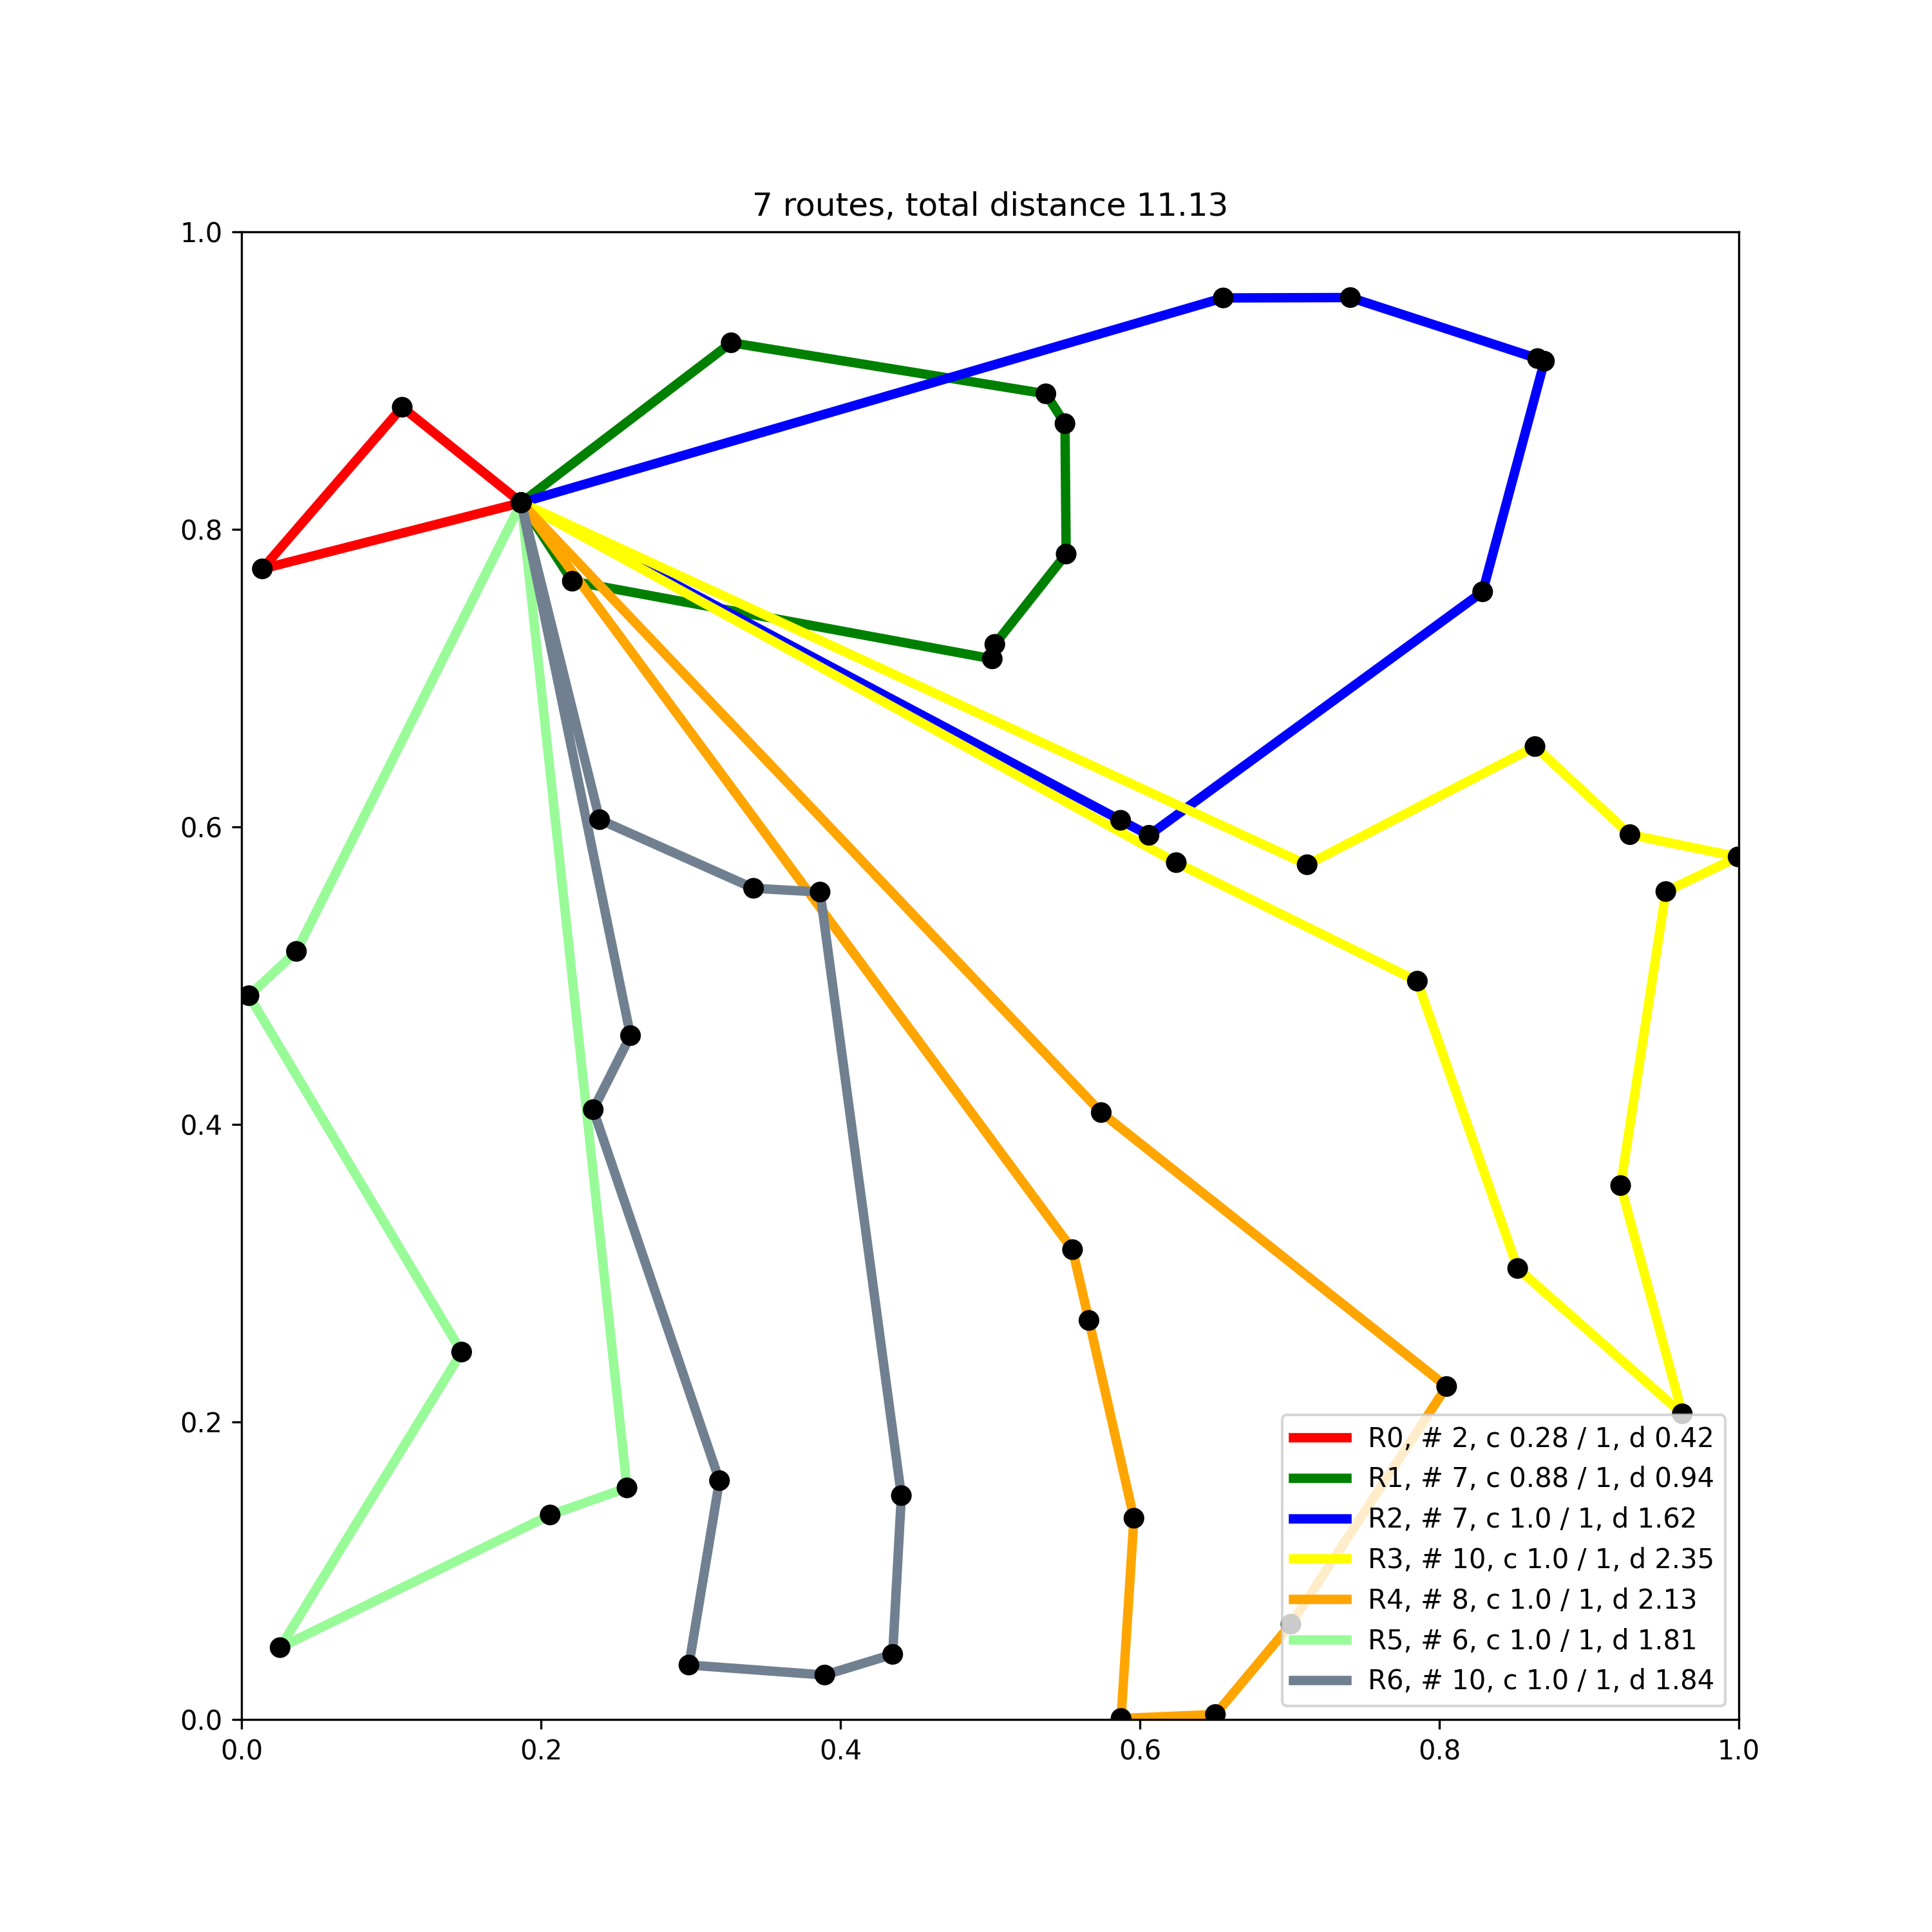 7 routes, total distance 11.13
1.0
0.8
0.6
0.4
0.2
0.0
R0, # 2, c 0.28 / 1, d 0.42
R1, # 7, c 0.88 / 1, d 0.94
R2, # 7, c 1.0 / 1, d 1.62
R3, # 10, c 1.0 / 1, d 2.35
R4, # 8, c 1.0 / 1, d 2.13
R5, # 6, c 1.0 / 1, d 1.81
R6, # 10, c 1.0 / 1, d 1.84
0.0 0.2 0.4 0.6 0.8 1.0